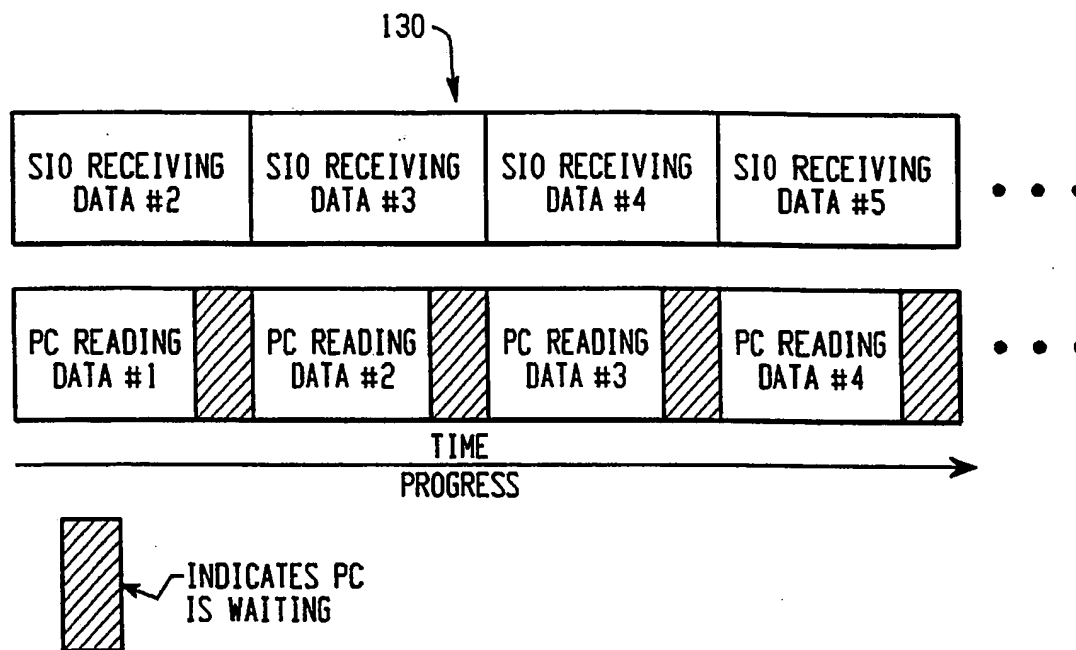 130
SIO RECEIVING
DATA #2
SIO RECEIVING
DATA #3
SIO RECEIVING
DATA #4
SIO RECEIVING
DATA #5
PC READING
DATA #1
PC READING
DATA #2
PC READING
DATA #3
PC READING
DATA #4
TIME
PROGRESS
INDICATES PC
IS WAITING